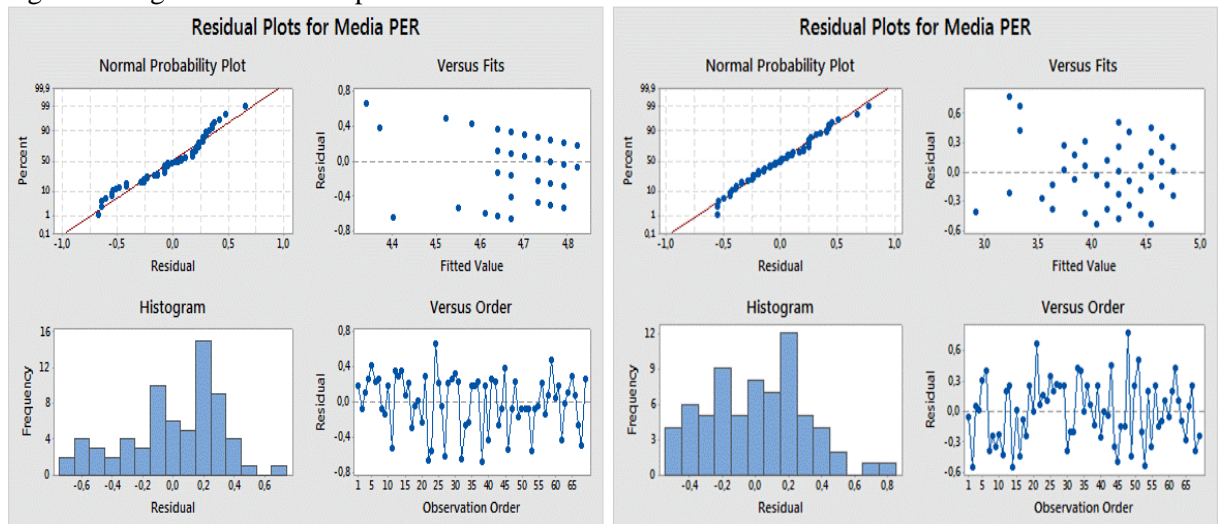 Residual Plots for Media PER
Normal Probability Plot
Versus Fits
99,9
99
90
50
10
1
0,1
Percent
-1,0 -0,5 0,0 0,5 1,0
Residual
0,8
0,4
0,0
-0,4
-0,8
Residual
4,4 4,5 4,6 4,7 4,8
Fitted Value
Histogram
Versus Order
16
12
8
4
0
Frequency
-0,6 -0,4 -0,2 0,0 0,2 0,4 0,6
Residual
0,8
0,4
0,0
-0,4
-0,8
Residual
1 5 10 15 20 25 30 35 40 45 50 55 60 65
Observation Order
Residual Plots for Media PER
Normal Probability Plot
Versus Fits
99,9
99
90
50
10
1
0,1
Percent
-1,0 -0,5 0,0 0,5 1,0
Residual
0,6
0,3
0,0
-0,3
-0,6
Residual
3,0 3,5 4,0 4,5 5,0
Fitted Value
Histogram
Versus Order
12
9
6
3
0
Frequency
-0,4 -0,2 0,0 0,2 0,4 0,6 0,8
Residual
0,6
0,3
0,0
-0,3
-0,6
Residual
1 5 10 15 20 25 30 35 40 45 50 55 60 65
Observation Order